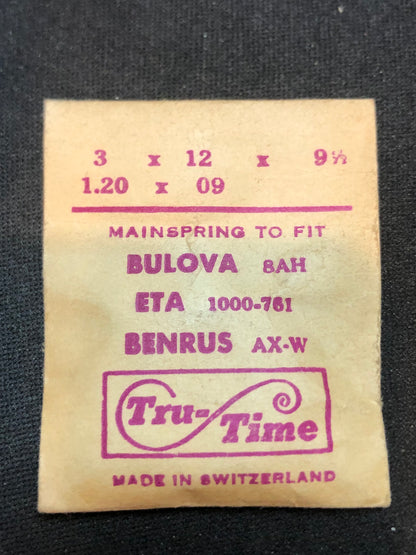 3 x 12 x 9½
1.20 x 09
MAINSPRING TO FIT
BULOVA 8AH
ETA 1000-761
BENRUS AX-W
Tru-Time
MADE IN SWITZERLAND